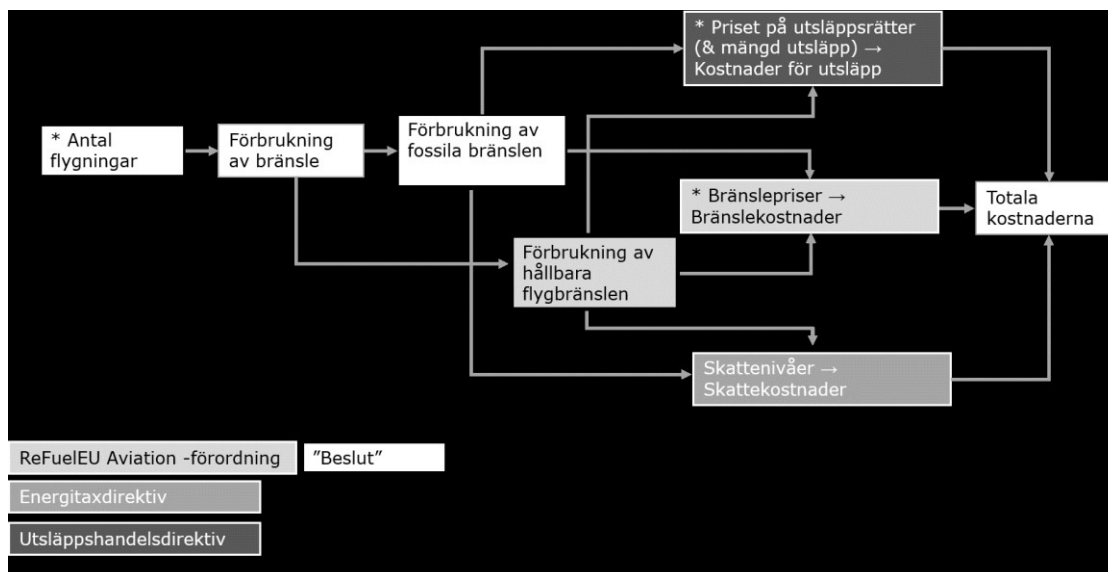 * Priset på utsläppsrätter
(& mängd utsläpp) →
Kostnader för utsläpp
* Antal
flygningar
Förbrukning
av bränsle
Förbrukning av
fossila bränslen
* Bränslepriser →
Bränslekostnader
Totala
kostnaderna
Förbrukning av
hållbara
flygbränslen
Skattenivåer →
Skattekostnader
ReFuelEU Aviation -förordning
”Beslut”
Energitaxdirektiv
Utsläppshandelsdirektiv